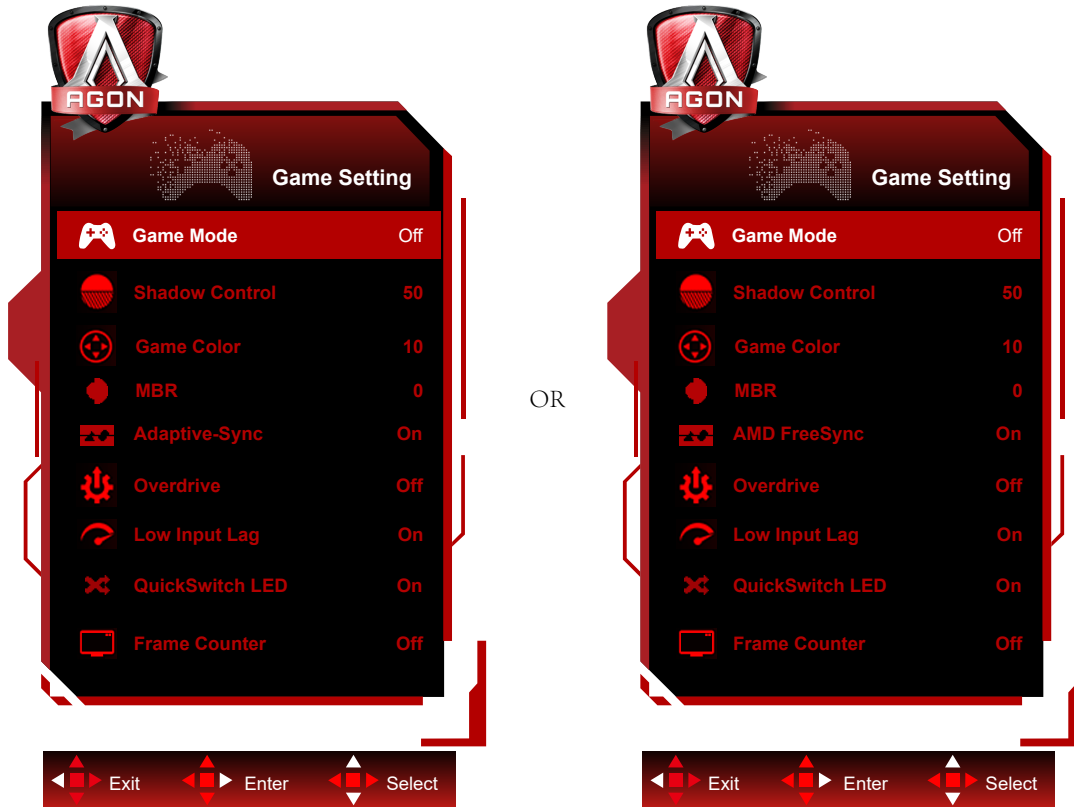 AGON
Game Setting
Game Mode Off
Shadow Control 50
Game Color 10
MBR 0
Adaptive-Sync On
Overdrive Off
Low Input Lag On
QuickSwitch LED On
Frame Counter Off
Exit Enter Select
OR
AGON
Game Setting
Game Mode Off
Shadow Control 50
Game Color 10
MBR 0
AMD FreeSync On
Overdrive Off
Low Input Lag On
QuickSwitch LED On
Frame Counter Off
Exit Enter Select